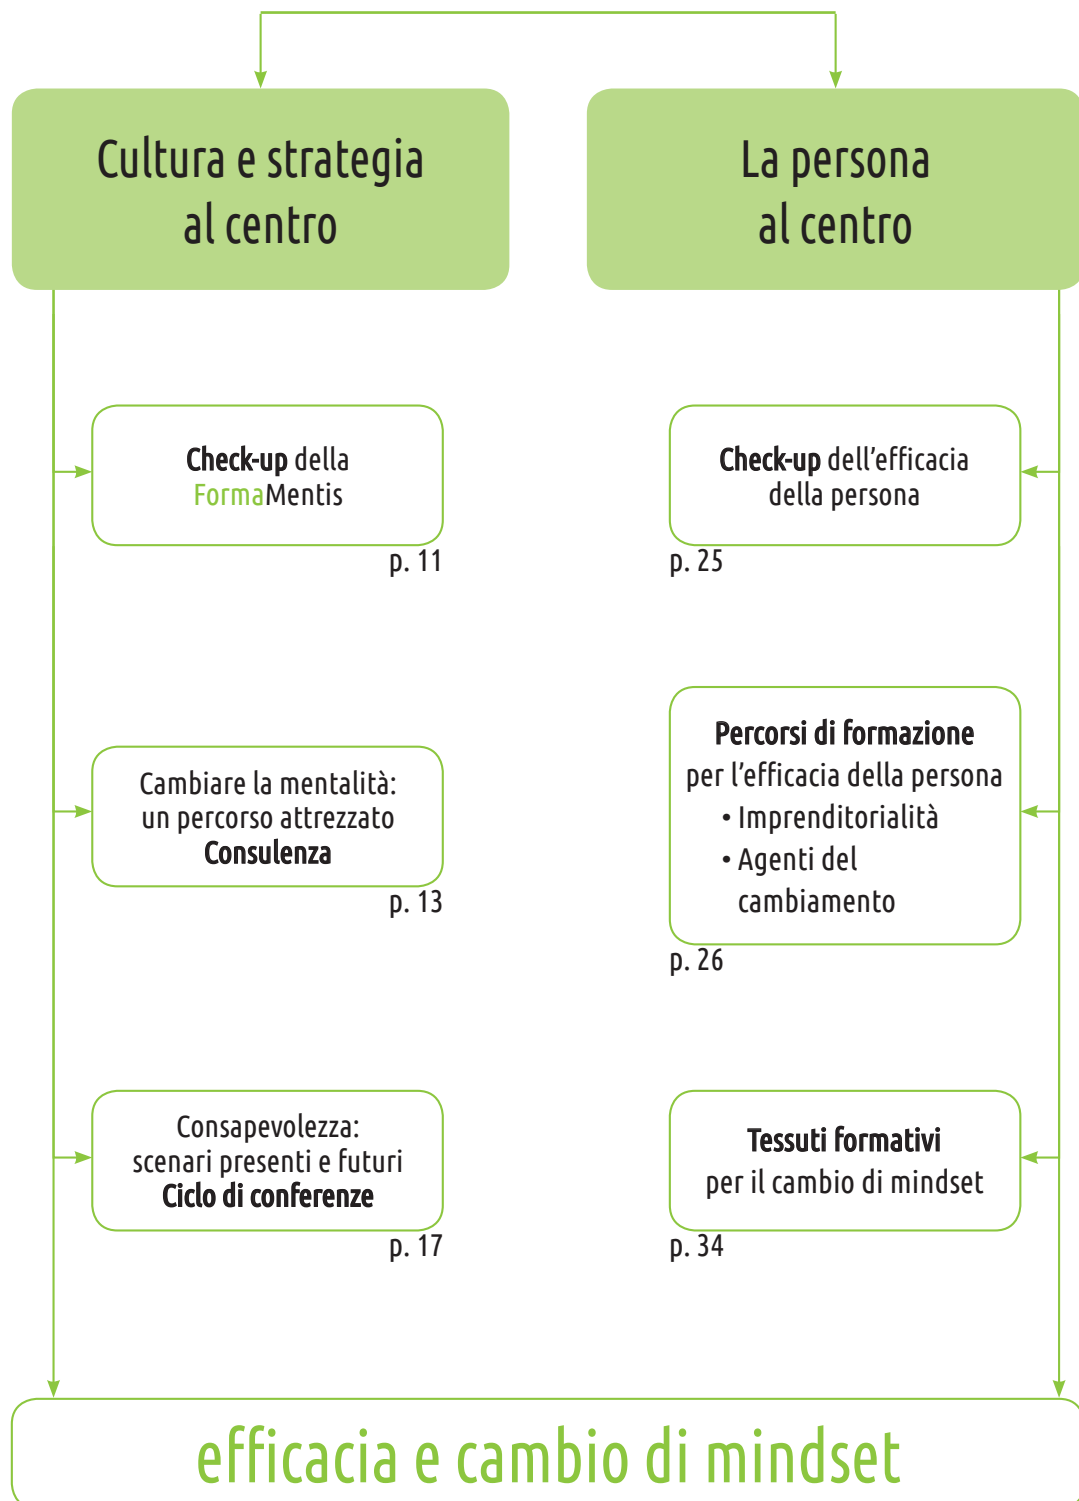 Cultura e strategia
al centro
La persona
al centro
Check-up della
FormaMentis
p. 11
Cambiare la mentalità:
un percorso attrezzato
Consulenza
p. 13
Consapevolezza:
scenari presenti e futuri
Ciclo di conferenze
p. 17
Check-up dell'efficacia
della persona
p. 25
Percorsi di formazione
per l'efficacia della persona
• Imprenditorialità
• Agenti del
cambiamento
p. 26
Tessuti formativi
per il cambio di mindset
p. 34
efficacia e cambio di mindset